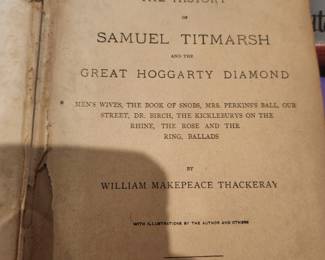 THE HISTORY
OF
SAMUEL TITMARSH
AND THE
GREAT HOGGARTY DIAMOND
MEN'S WIVES, THE BOOK OF SNOBS, MRS. PERKINS'S BALL, OUR
STREET, DR. BIRCH, THE KICKLEBURYS ON THE
RHINE, THE ROSE AND THE
RING, BALLADS
BY
WILLIAM MAKEPEACE THACKERAY
WITH ILLUSTRATIONS BY THE AUTHOR AND OTHERS